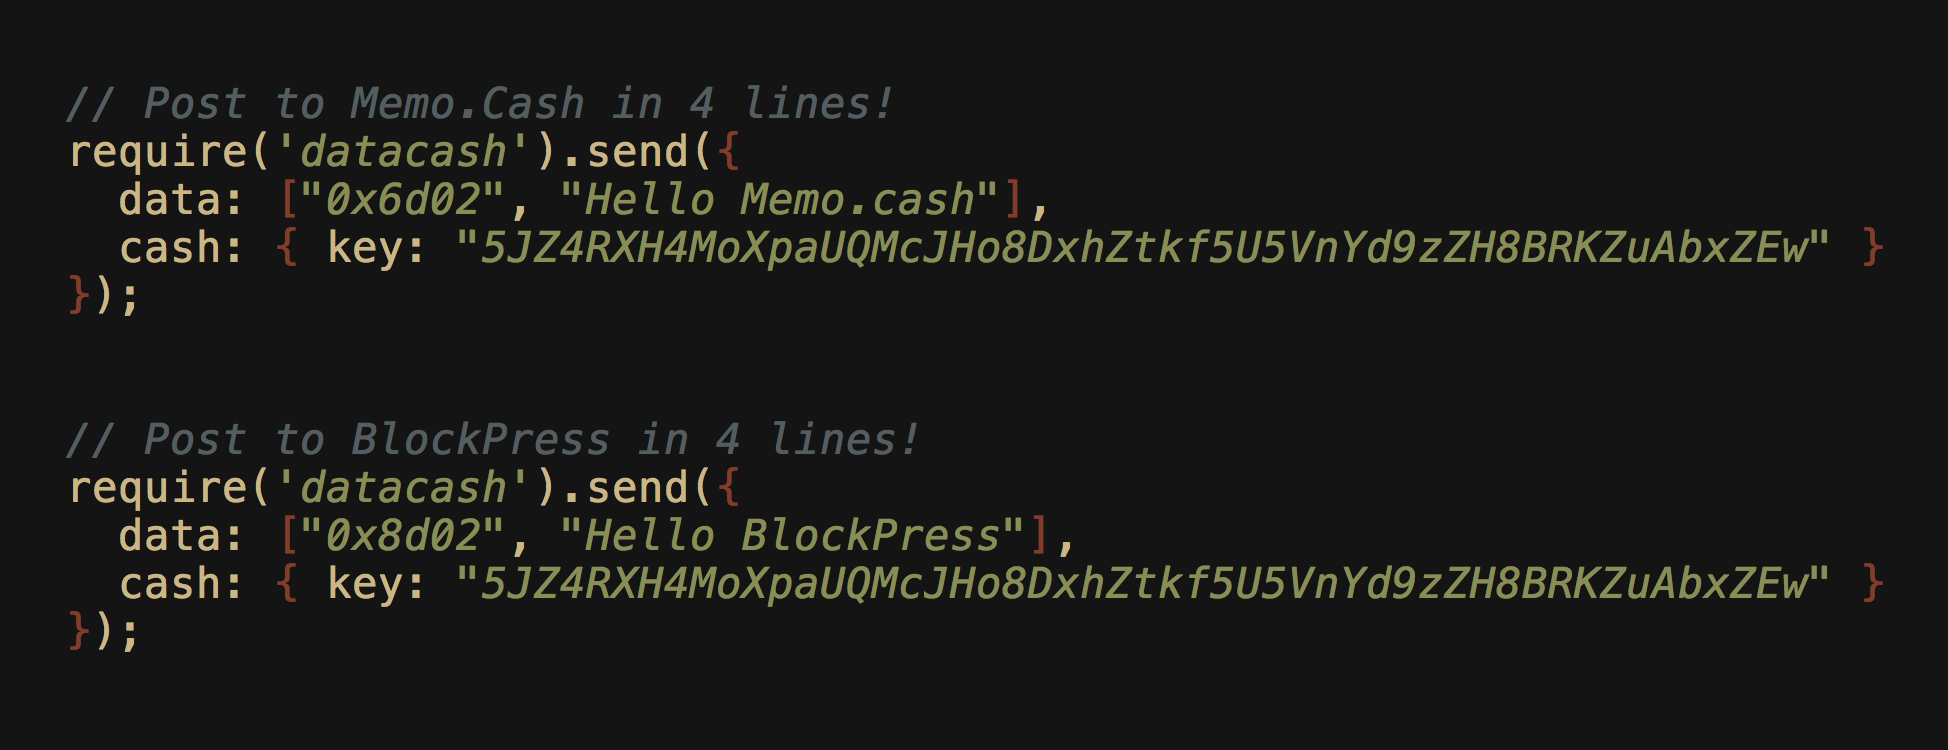 // Post to Memo.Cash in 4 lines!
require('datacash').send({
  data: ["0x6d02", "Hello Memo.cash"],
  cash: { key: "5JZ4RXH4MoXpaUQMcJHo8DxhZtkf5U5VnYd9zZH8BRKZuAbxZEw" }
});
// Post to BlockPress in 4 lines!
require('datacash').send({
  data: ["0x8d02", "Hello BlockPress"],
  cash: { key: "5JZ4RXH4MoXpaUQMcJHo8DxhZtkf5U5VnYd9zZH8BRKZuAbxZEw" }
});